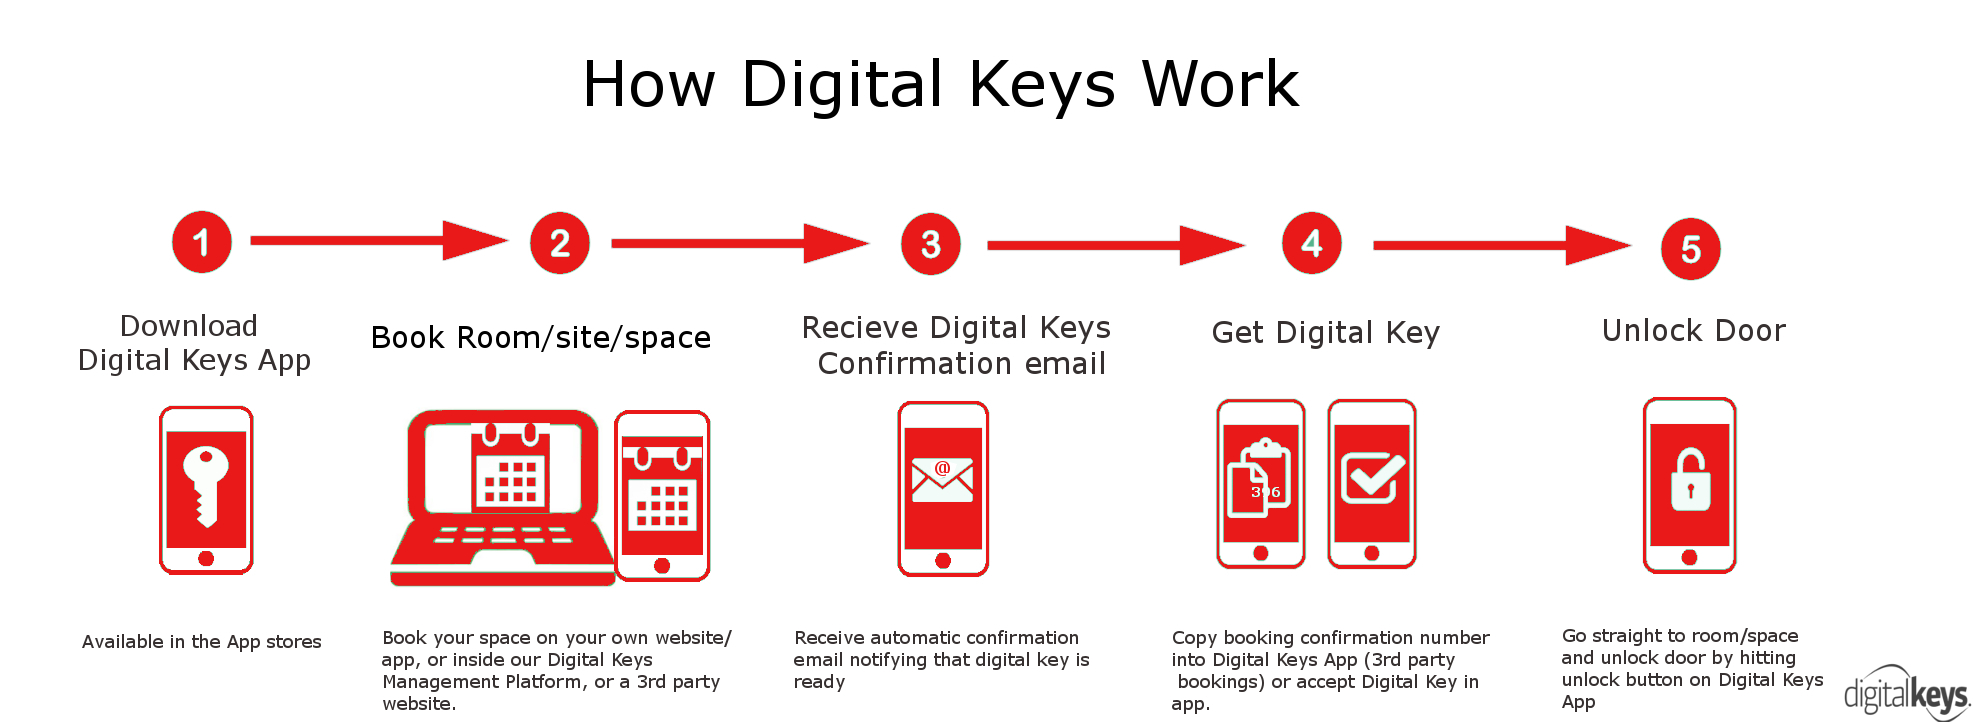 How Digital Keys Work
1
2
3
4
5
Download
Digital Keys App
Book Room/site/space
Recieve Digital Keys
Confirmation email
Get Digital Key
Unlock Door
@
396
Available in the App stores
Book your space on your own website/
app, or inside our Digital Keys
Management Platform, or a 3rd party
website.
Receive automatic confirmation
email notifying that digital key is
ready
Copy booking confirmation number
into Digital Keys App (3rd party
bookings) or accept Digital Key in
app.
Go straight to room/space
and unlock door by hitting
unlock button on Digital Keys
App
digitalkeys.